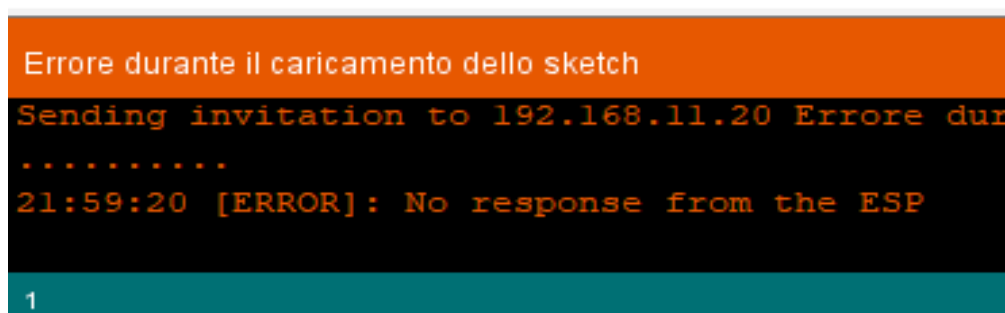 Errore durante il caricamento dello sketch
Sending invitation to 192.168.11.20 Errore dur
..........
21:59:20 [ERROR]: No response from the ESP
1